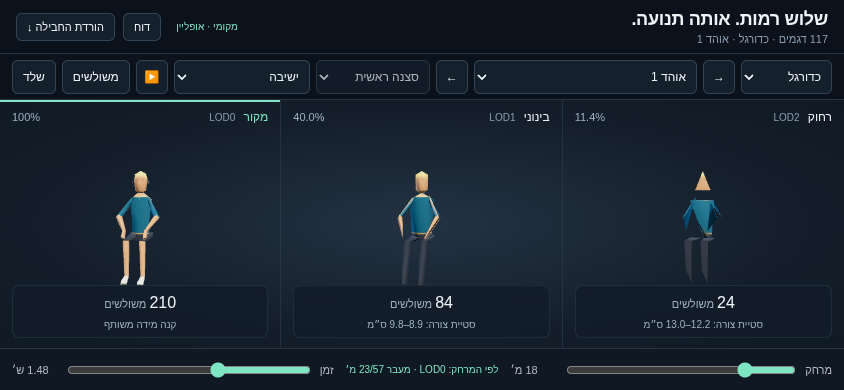 שלוש רמות. אותה תנועה.
117 דגמים · כדורגל · אוהד 1
מקומי · אופליין
דוח
הורדת החבילה ↓
כדורגל
→
אוהד 1
←
סצנה ראשית
ישיבה
▶️
משולשים
שלד
רחוק LOD2 11.4%
בינוני LOD1 40.0%
מקור LOD0 100%
24 משולשים
סטיית צורה: 12.2–13.0 ס״מ
84 משולשים
סטיית צורה: 8.9–9.8 ס״מ
210 משולשים
קנה מידה משותף
מרחק
18 מ׳
לפי המרחק: LOD0 · מעבר 23/57 מ׳
זמן
1.48 ש׳